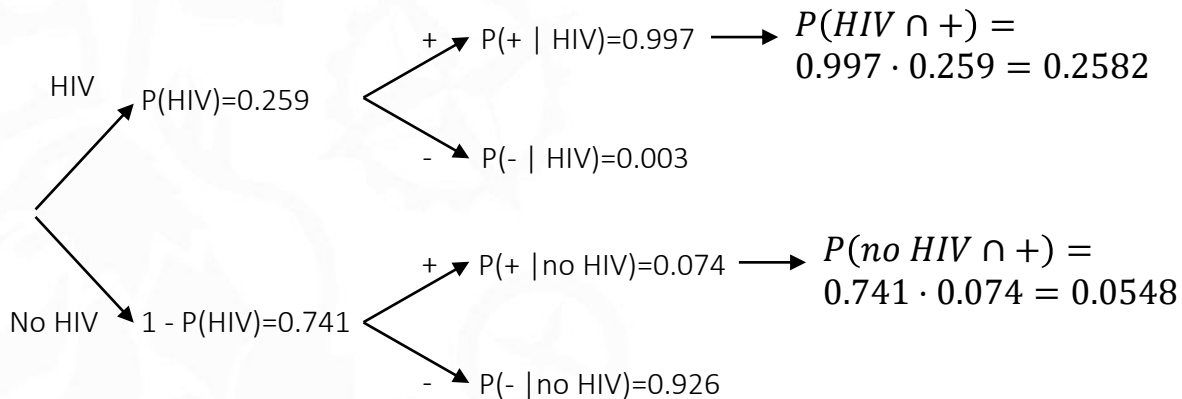 + P(+ | HIV)=0.997
P(HIV ∩ +) =
0.997 · 0.259 = 0.2582
HIV P(HIV)=0.259
- P(- | HIV)=0.003
+ P(+ |no HIV)=0.074
P(no HIV ∩ +) =
0.741 · 0.074 = 0.0548
No HIV 1 - P(HIV)=0.741
- P(- |no HIV)=0.926